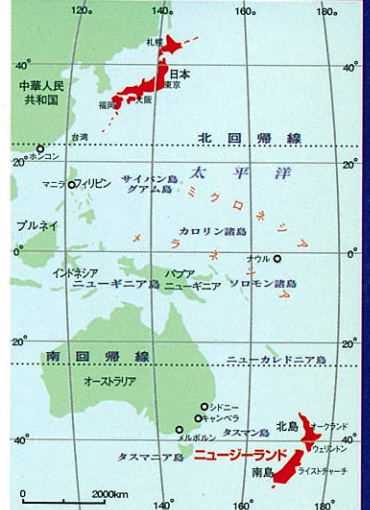 120° 140° 160° 180°
札幌
40° 40°
日本
東京
大阪
福岡
中華人民
共和国
台湾
北回帰線
ホンコン
20° 20°
太平洋
マニラ フィリピン
サイパン島
グアム島
ミクロネシア
カロリン諸島
ブルネイ
メラネシア
0° 0°
ナウル
インドネシア
ニューギニア島
パプア
ニューギニア
ソロモン諸島
20° 20°
南回帰線
ニューカレドニア島
オーストラリア
シドニー
キャンベラ
メルボルン
タスマン島
北島
オークランド
40° 40°
ウェリントン
タスマニア島
ニュージーランド
南島
クライストチャーチ
0 2000km
140° 160° 180°